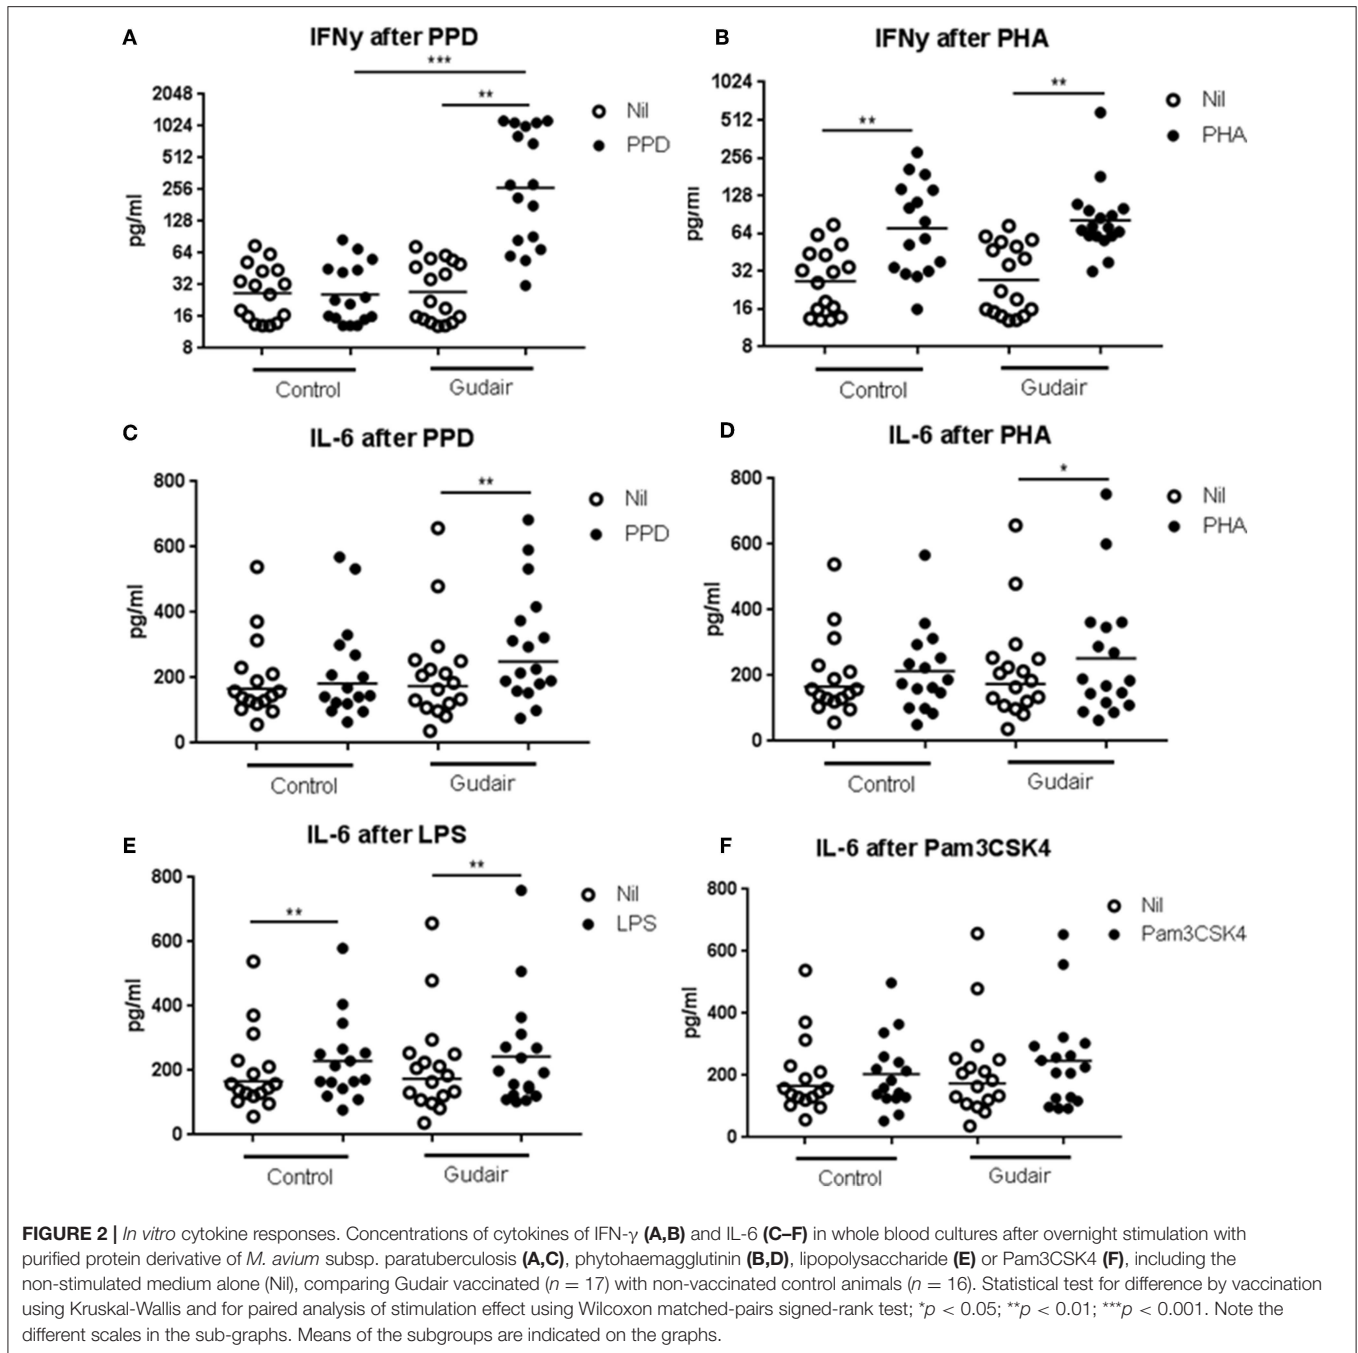 A
IFNy after PPD
***
**
2048
1024
512
256
128
64
32
16
8
pg/ml
Nil
PPD
Control
Gudair
B
IFNy after PHA
**
**
1024
512
256
128
64
32
16
8
pg/ml
Nil
PHA
Control
Gudair
C
IL-6 after PPD
**
800
600
400
200
0
pg/ml
Nil
PPD
Control
Gudair
D
IL-6 after PHA
*
800
600
400
200
0
pg/ml
Nil
PHA
Control
Gudair
E
IL-6 after LPS
**
**
800
600
400
200
0
pg/ml
Nil
LPS
Control
Gudair
F
IL-6 after Pam3CSK4
800
600
400
200
0
pg/ml
Nil
Pam3CSK4
Control
Gudair
FIGURE 2 | In vitro cytokine responses. Concentrations of cytokines of IFN-γ (A,B) and IL-6 (C–F) in whole blood cultures after overnight stimulation with
purified protein derivative of M. avium subsp. paratuberculosis (A,C), phytohaemagglutinin (B,D), lipopolysaccharide (E) or Pam3CSK4 (F), including the
non-stimulated medium alone (Nil), comparing Gudair vaccinated (n = 17) with non-vaccinated control animals (n = 16). Statistical test for difference by vaccination
using Kruskal-Wallis and for paired analysis of stimulation effect using Wilcoxon matched-pairs signed-rank test; *p < 0.05; **p < 0.01; ***p < 0.001. Note the
different scales in the sub-graphs. Means of the subgroups are indicated on the graphs.